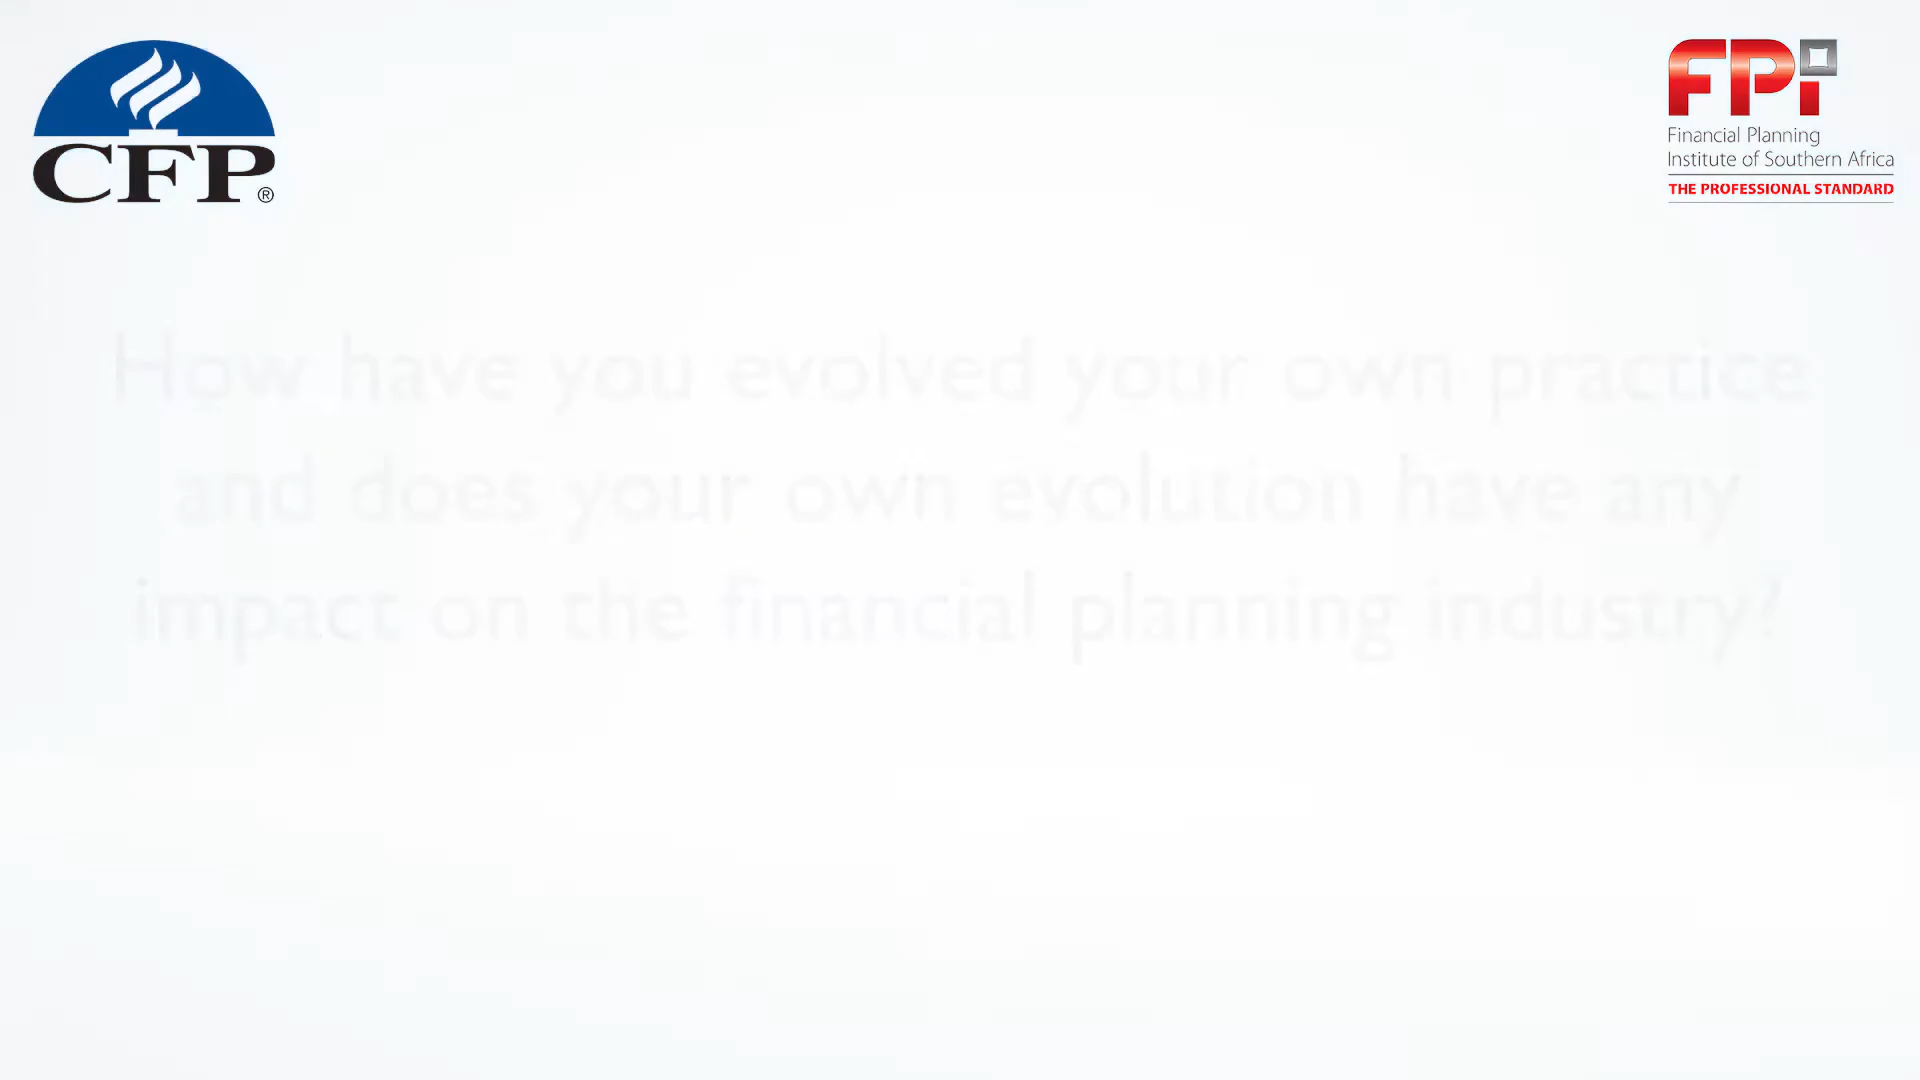 CFP®
FPi
Financial Planning
Institute of Southern Africa
THE PROFESSIONAL STANDARD
How have you evolved your own practice
and does your own evolution have any
impact on the financial planning industry?